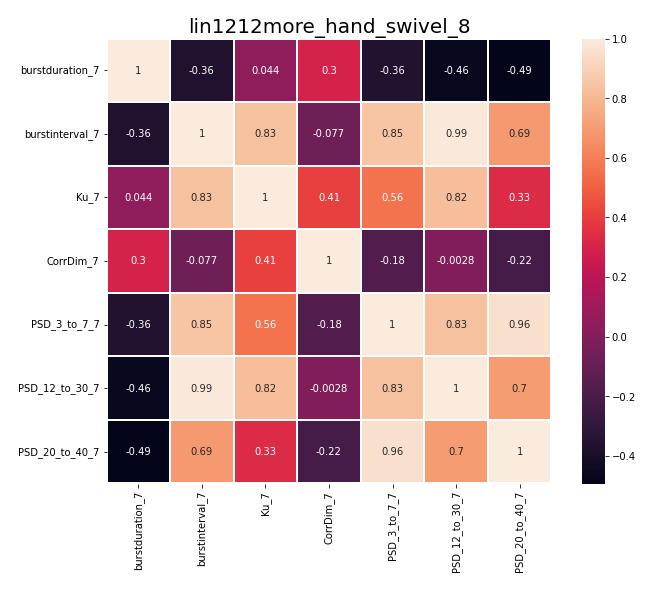 lin1212more_hand_swivel_8
burstduration_7 1 -0.36 0.044 0.3 -0.36 -0.46 -0.49
burstinterval_7 -0.36 1 0.83 -0.077 0.85 0.99 0.69
Ku_7 0.044 0.83 1 0.41 0.56 0.82 0.33
CorrDim_7 0.3 -0.077 0.41 1 -0.18 -0.0028 -0.22
PSD_3_to_7_7 -0.36 0.85 0.56 -0.18 1 0.83 0.96
PSD_12_to_30_7 -0.46 0.99 0.82 -0.0028 0.83 1 0.7
PSD_20_to_40_7 -0.49 0.69 0.33 -0.22 0.96 0.7 1
burstduration_7
burstinterval_7
Ku_7
CorrDim_7
PSD_3_to_7_7
PSD_12_to_30_7
PSD_20_to_40_7
1.0
0.8
0.6
0.4
0.2
0.0
−0.2
−0.4